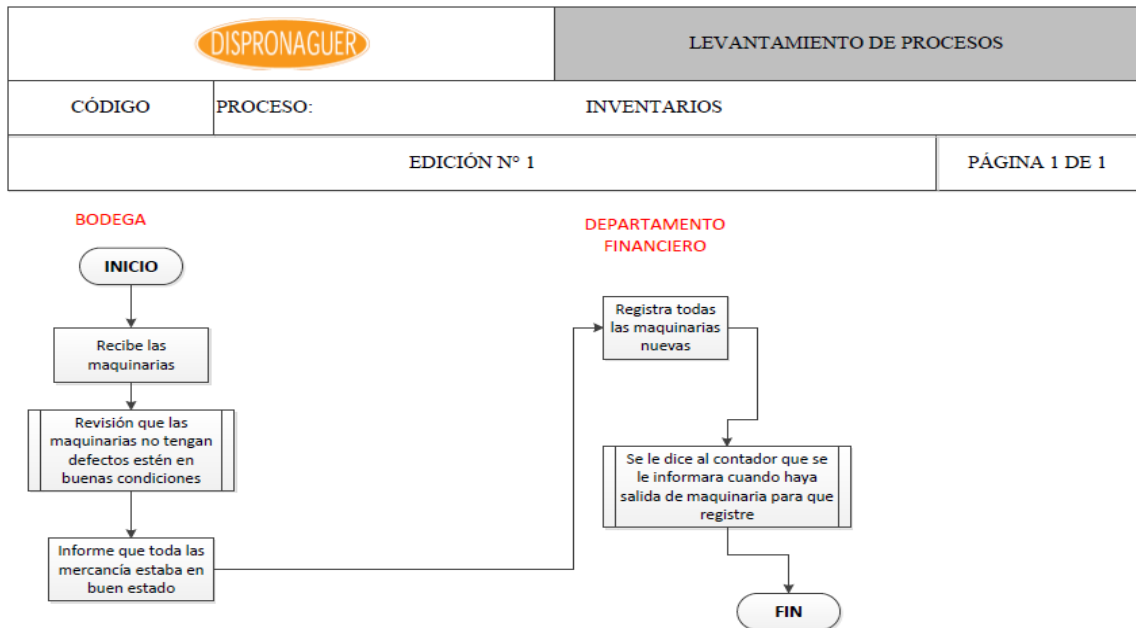 DISPRONAGUER
LEVANTAMIENTO DE PROCESOS
CÓDIGO
PROCESO:
INVENTARIOS
EDICIÓN N° 1
PÁGINA 1 DE 1
BODEGA
INICIO
Recibe las
maquinarias
Revisión que las
maquinarias no tengan
defectos estén en
buenas condiciones
Informe que toda las
mercancía estaba en
buen estado
DEPARTAMENTO
FINANCIERO
Registra todas
las maquinarias
nuevas
Se le dice al contador que se
le informara cuando haya
salida de maquinaria para que
registre
FIN